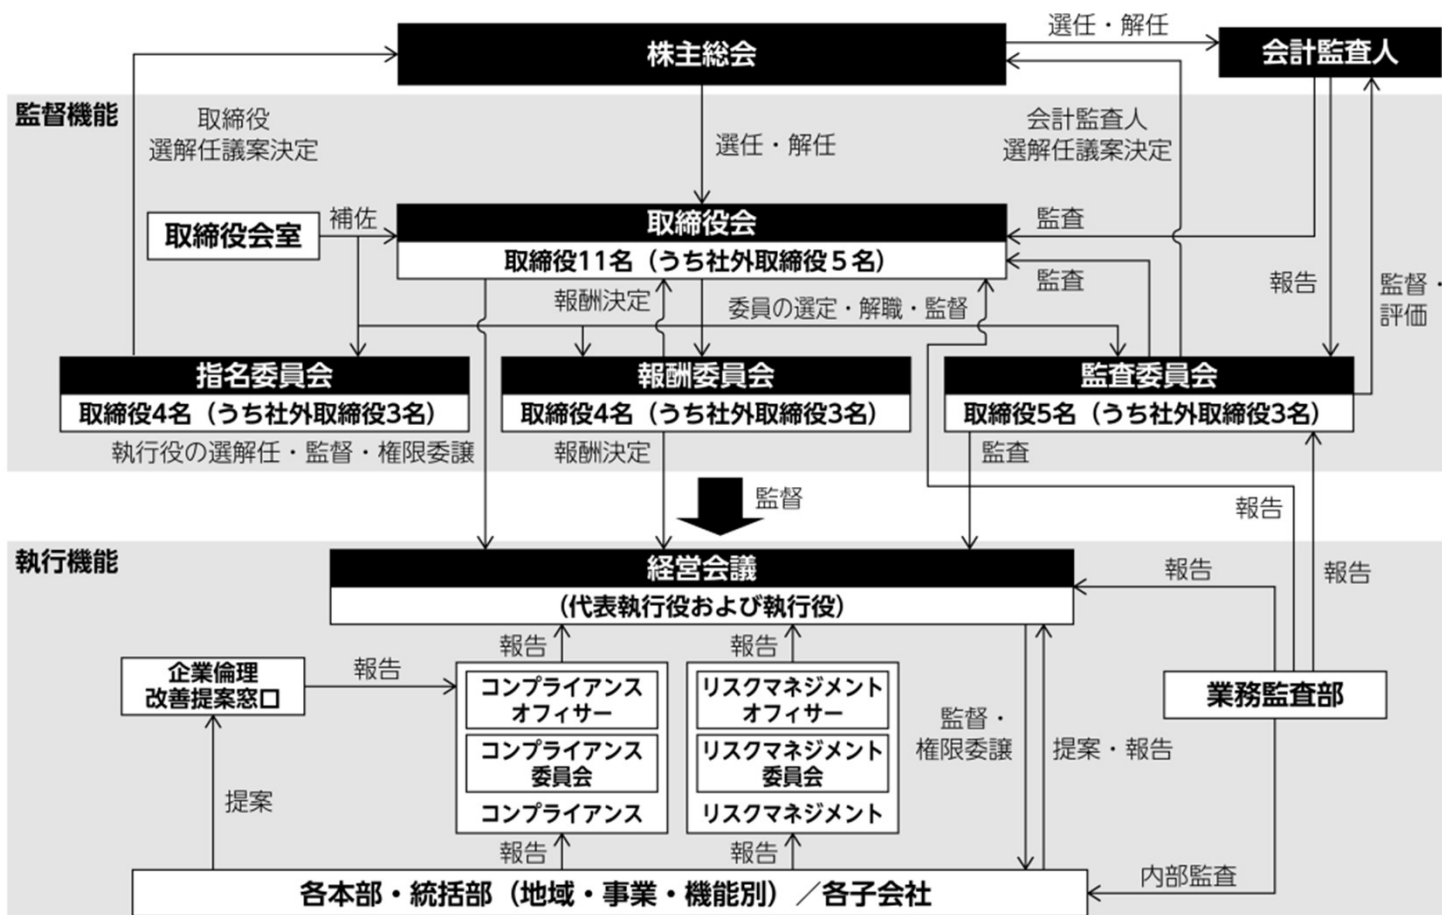 選任・解任
株主総会
会計監査人
監督機能
取締役
選解任議案決定
選任・解任
会計監査人
選解任議案決定
取締役会室
補佐
取締役会
取締役11名（うち社外取締役５名）
監査
監査
報告
監督・
評価
報酬決定
委員の選定・解職・監督
指名委員会
取締役4名（うち社外取締役3名）
報酬委員会
取締役4名（うち社外取締役3名）
監査委員会
取締役5名（うち社外取締役3名）
執行役の選解任・監督・権限委譲
報酬決定
監査
監督
報告
執行機能
経営会議
（代表執行役および執行役）
報告
報告
企業倫理
改善提案窓口
報告
報告
報告
コンプライアンス
オフィサー
コンプライアンス
委員会
コンプライアンス
リスクマネジメント
オフィサー
リスクマネジメント
委員会
リスクマネジメント
監督・
権限委譲
提案・報告
業務監査部
提案
報告
報告
内部監査
各本部・統括部（地域・事業・機能別）／各子会社